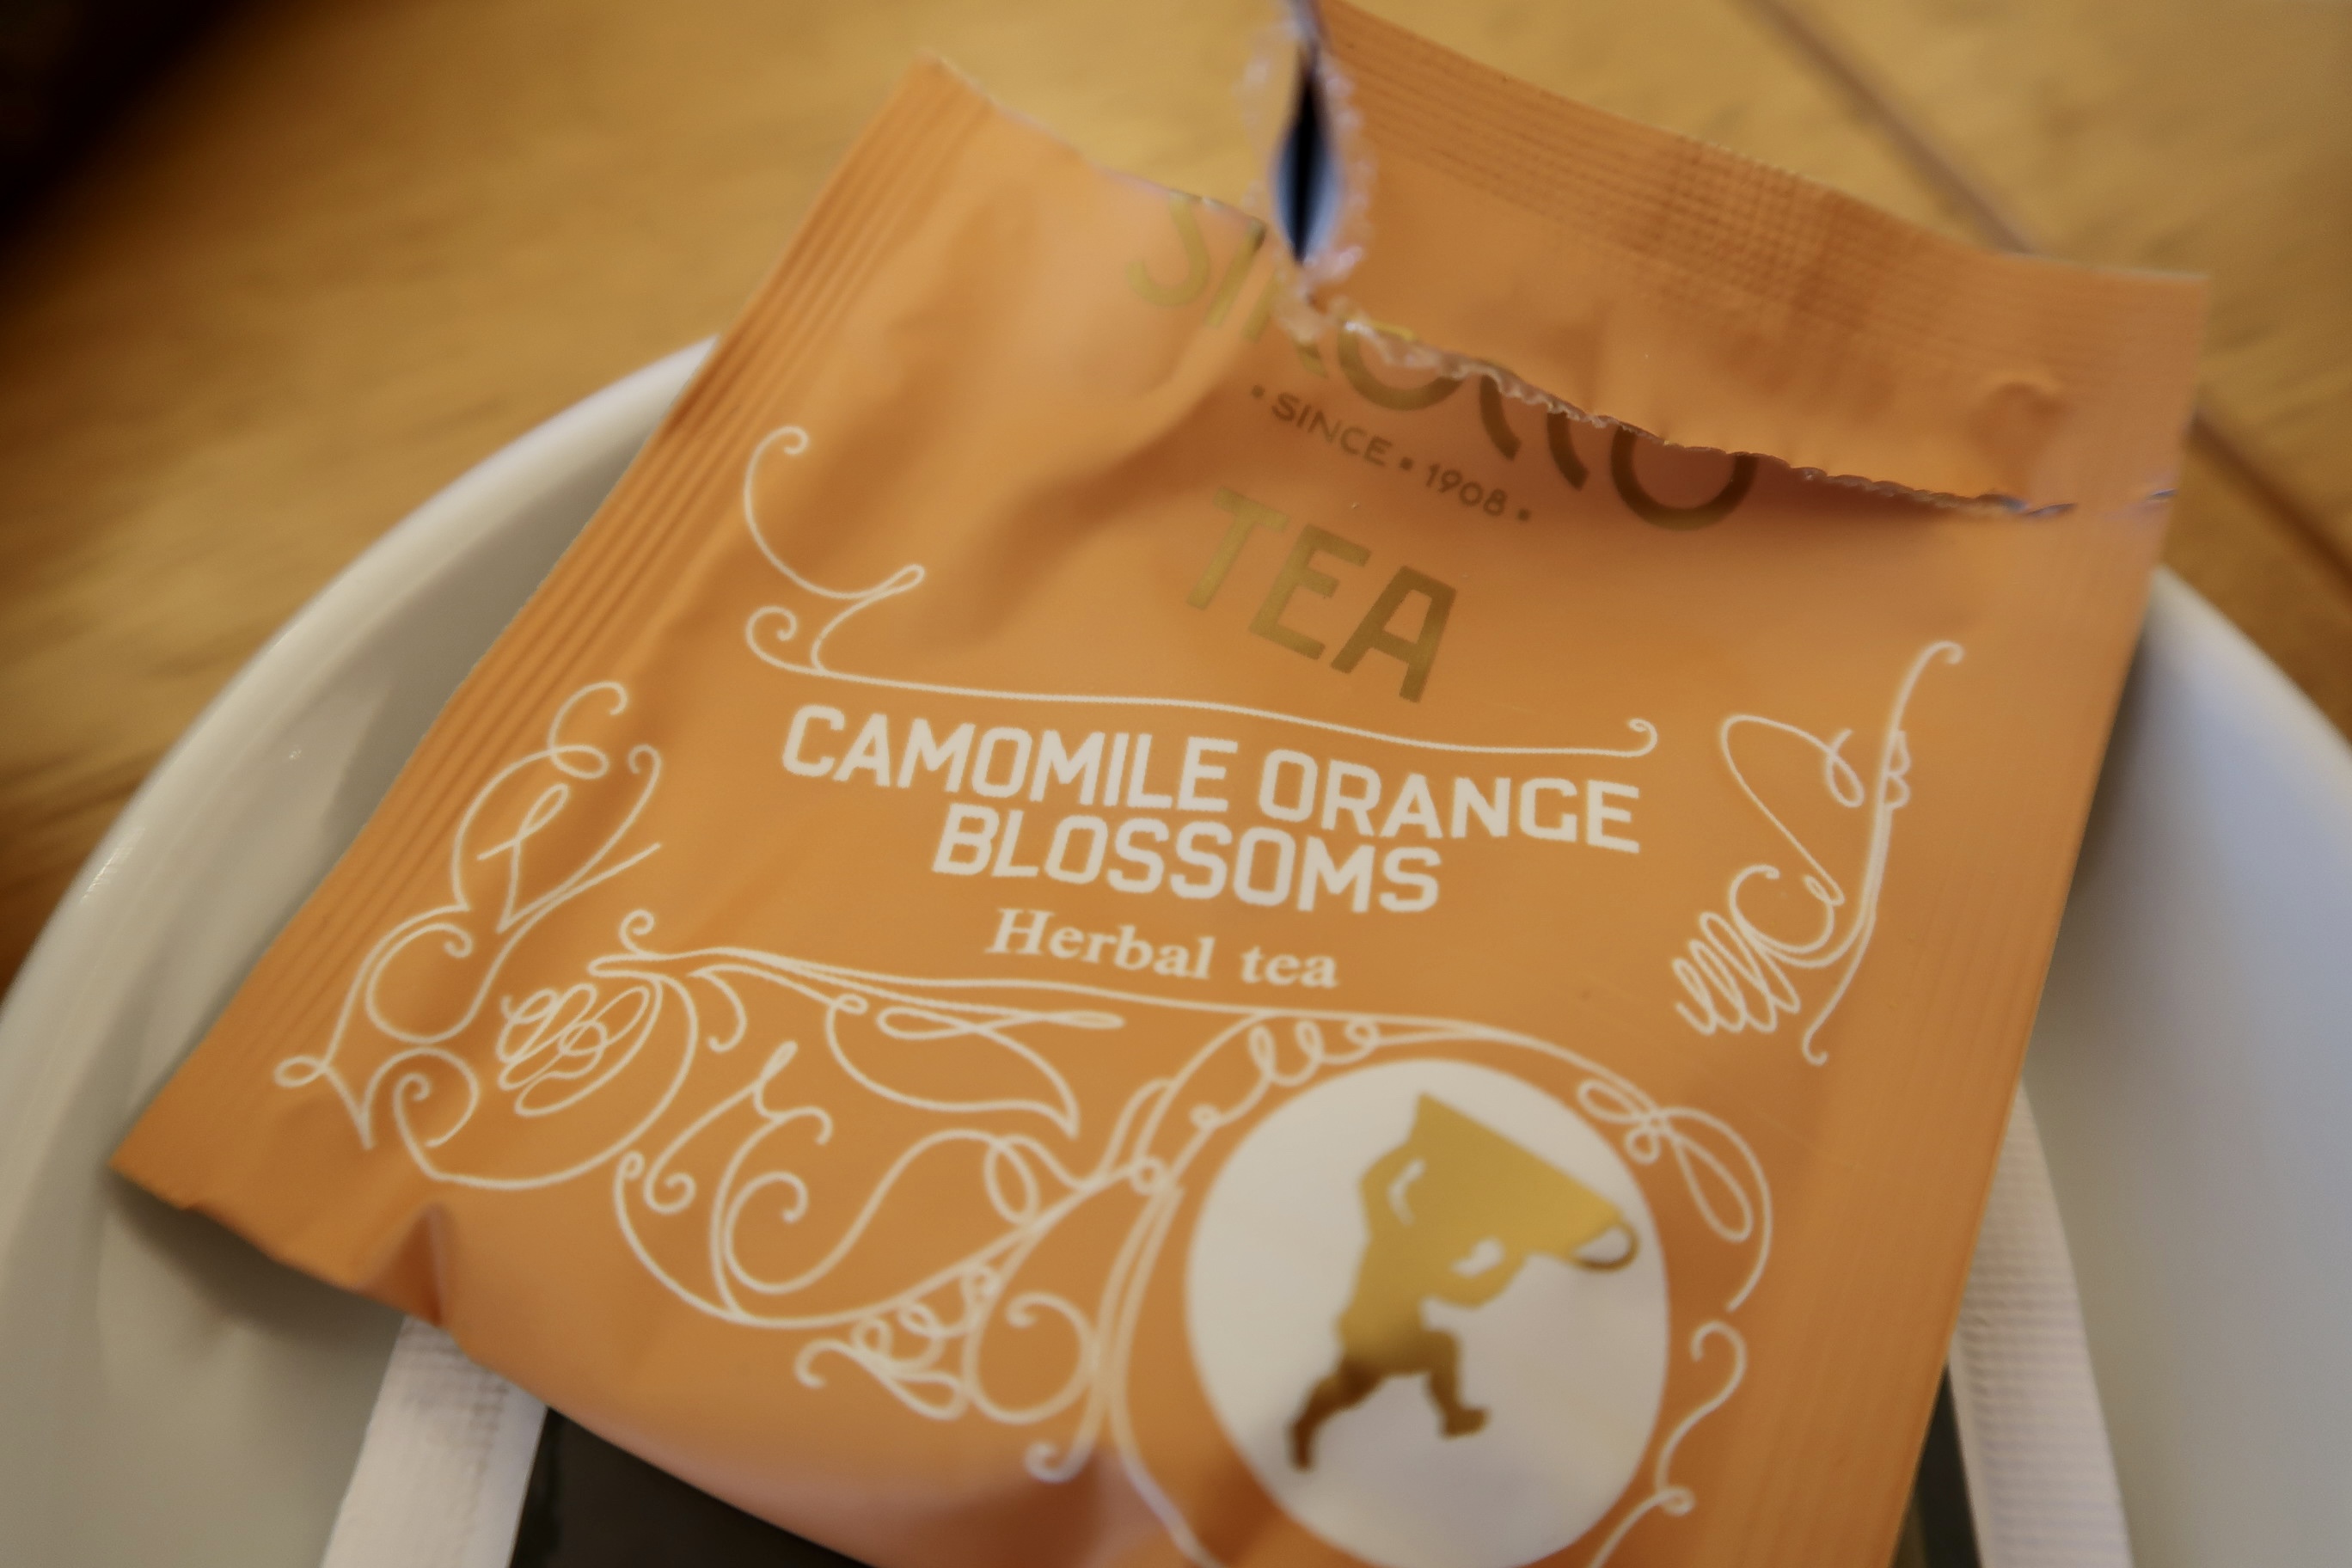 • SINCE • 1908 •
TEA
CAMOMILE ORANGE
BLOSSOMS
Herbal tea